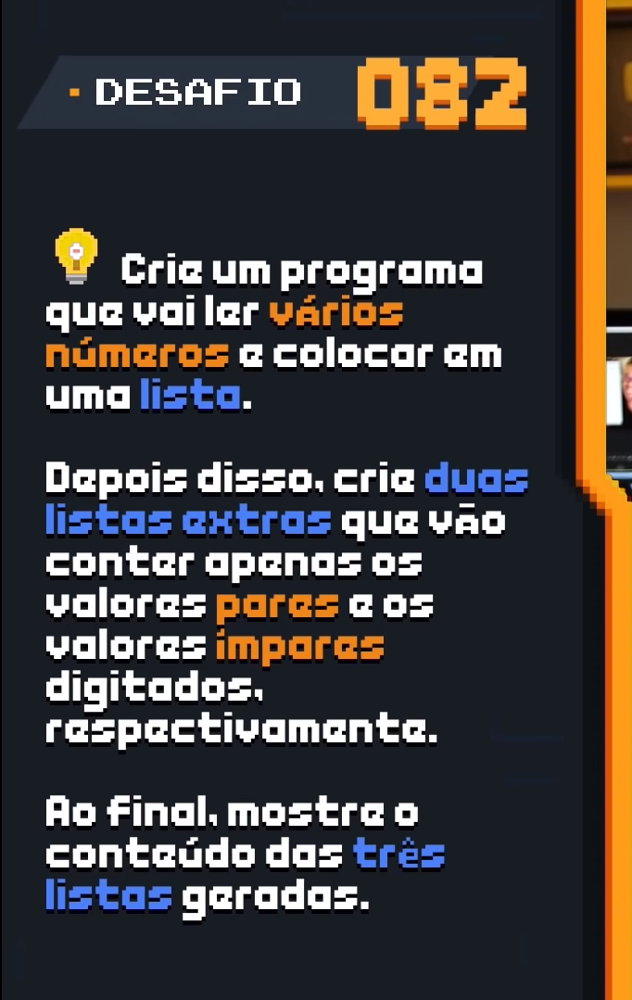 DESAFIO 082
Crie um programa
que vai ler vários
números e colocar em
uma lista.
Depois disso, crie duas
listas extras que vão
conter apenas os
valores pares e os
valores ímpares
digitados,
respectivamente.
Ao final, mostre o
conteúdo das três
listas geradas.